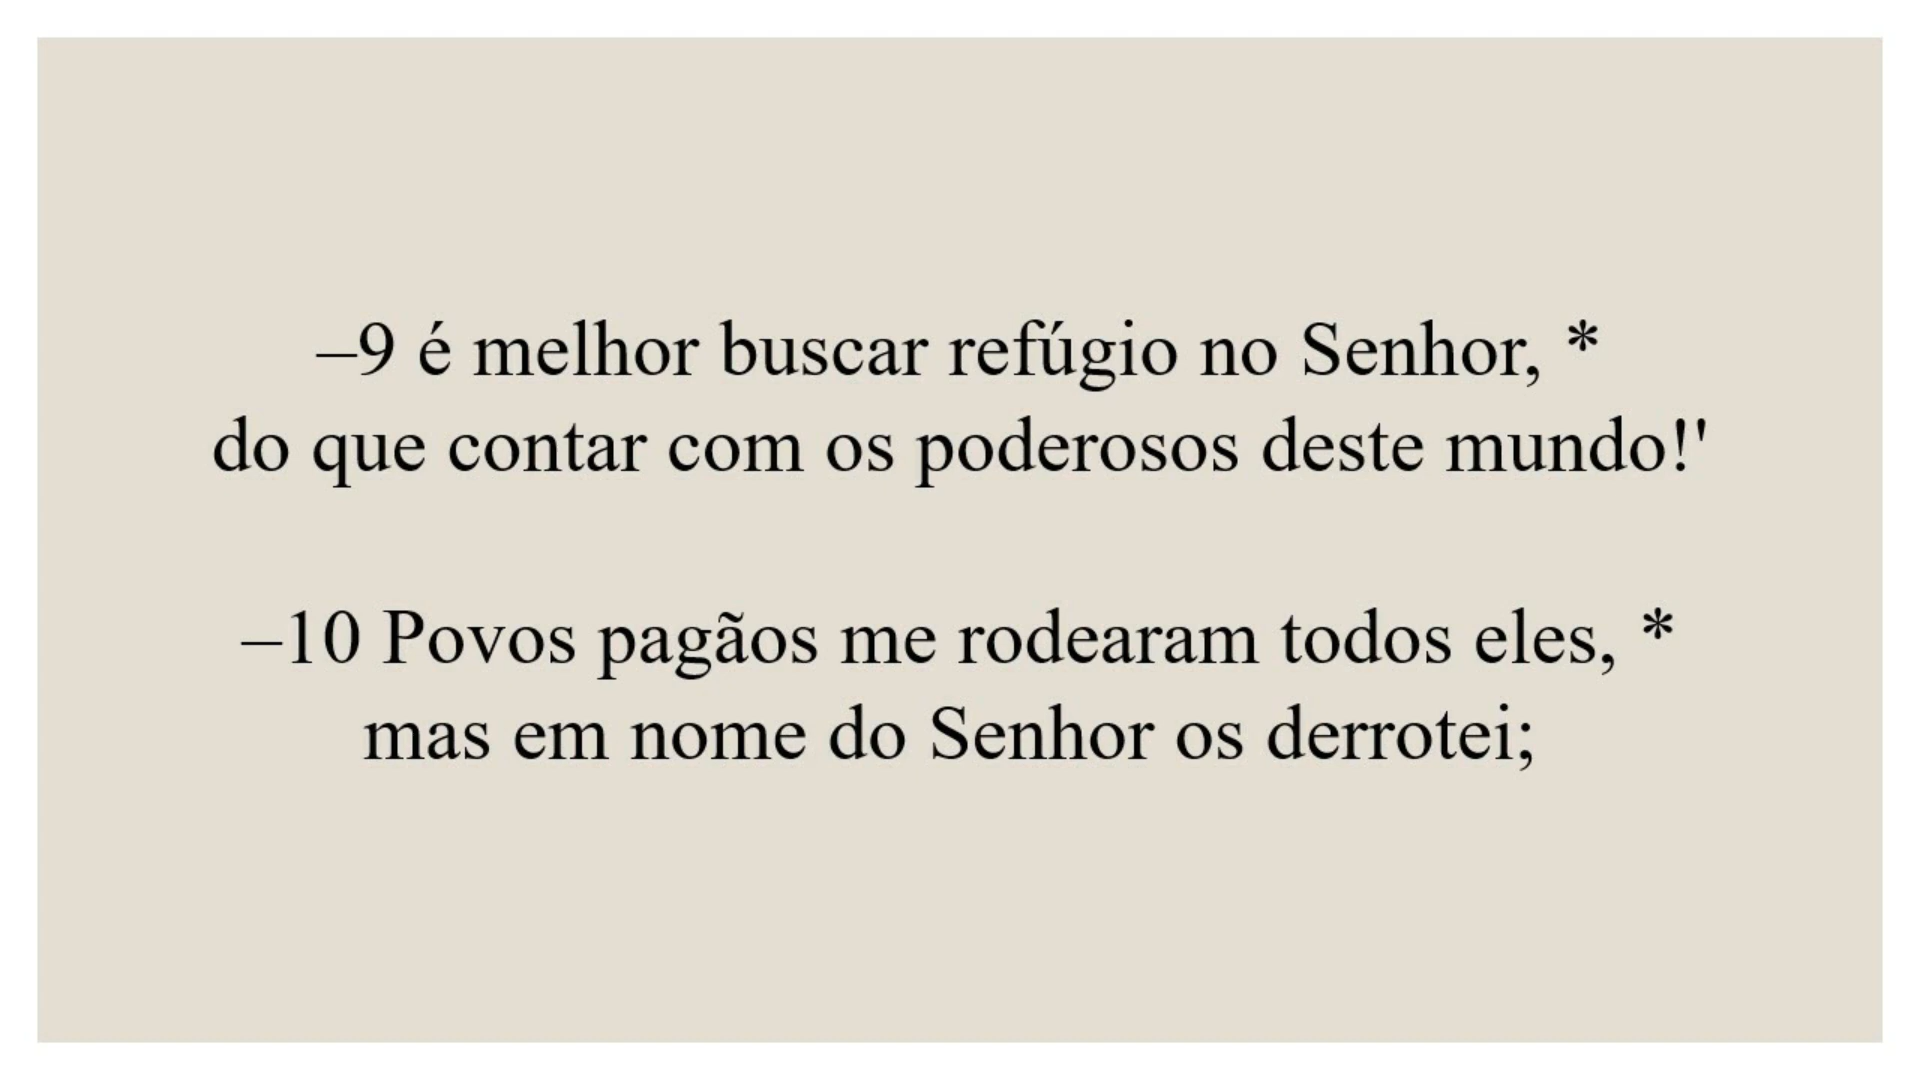 –9 é melhor buscar refúgio no Senhor, *
do que contar com os poderosos deste mundo!'
–10 Povos pagãos me rodearam todos eles, *
mas em nome do Senhor os derrotei;